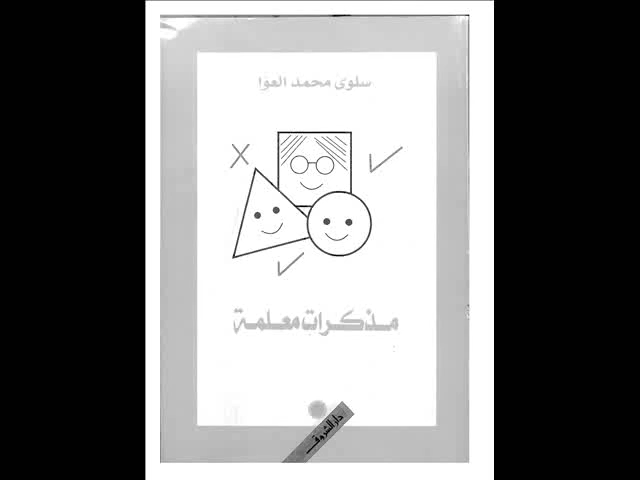 سلوى محمد العوا
مذكرات معلمة
دار الشروق